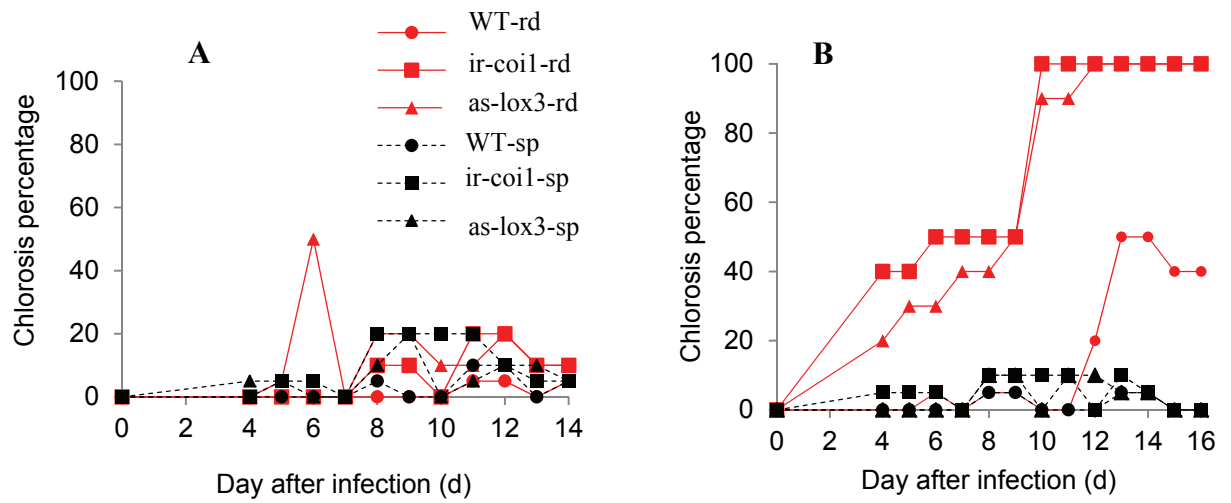 A
WT-rd
ir-coi1-rd
as-lox3-rd
WT-sp
ir-coi1-sp
as-lox3-sp
Chlorosis percentage
100
80
60
40
20
0
0 2 4 6 8 10 12 14
Day after infection (d)
B
Chlorosis percentage
100
80
60
40
20
0
0 2 4 6 8 10 12 14 16
Day after infection (d)